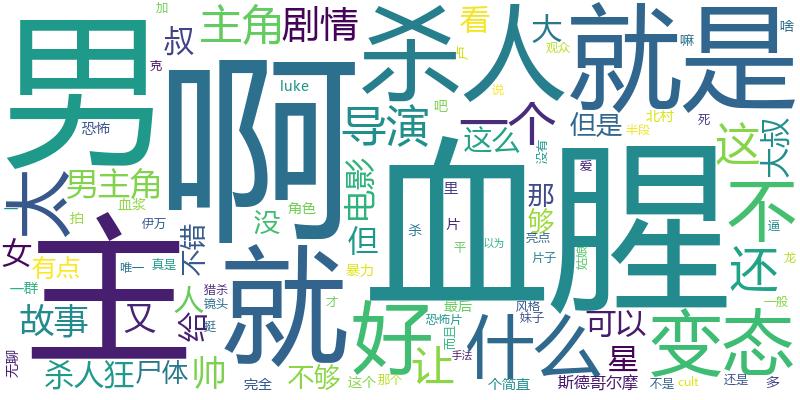 加
男
叔
主角
剧情
杀人
看
大
就是
嘛
啥
观众
克
血
luke
啊
恐怖
导演
一个
这么
吧
说
但是
北村
半段
死
这
大叔
太
男主角
血浆
没
角色
电影
但
里
片
杀
那
够
没有
爱
血腥
不
逼
女
主
拍
伊万
不错
有点
唯一
真是
就
暴力
平
以为
亮点
片子
姑娘
还
龙
一群
人
猎杀
镜头
才
最后
风格
妹子
一般
故事
又
给
挺
好
恐怖片
而且
什么
可以
变态
无聊
杀人狂
尸体
帅
完全
不够
这个
那个
让
手法
个简直
星
斯德哥尔摩
不是
cult
还是
多